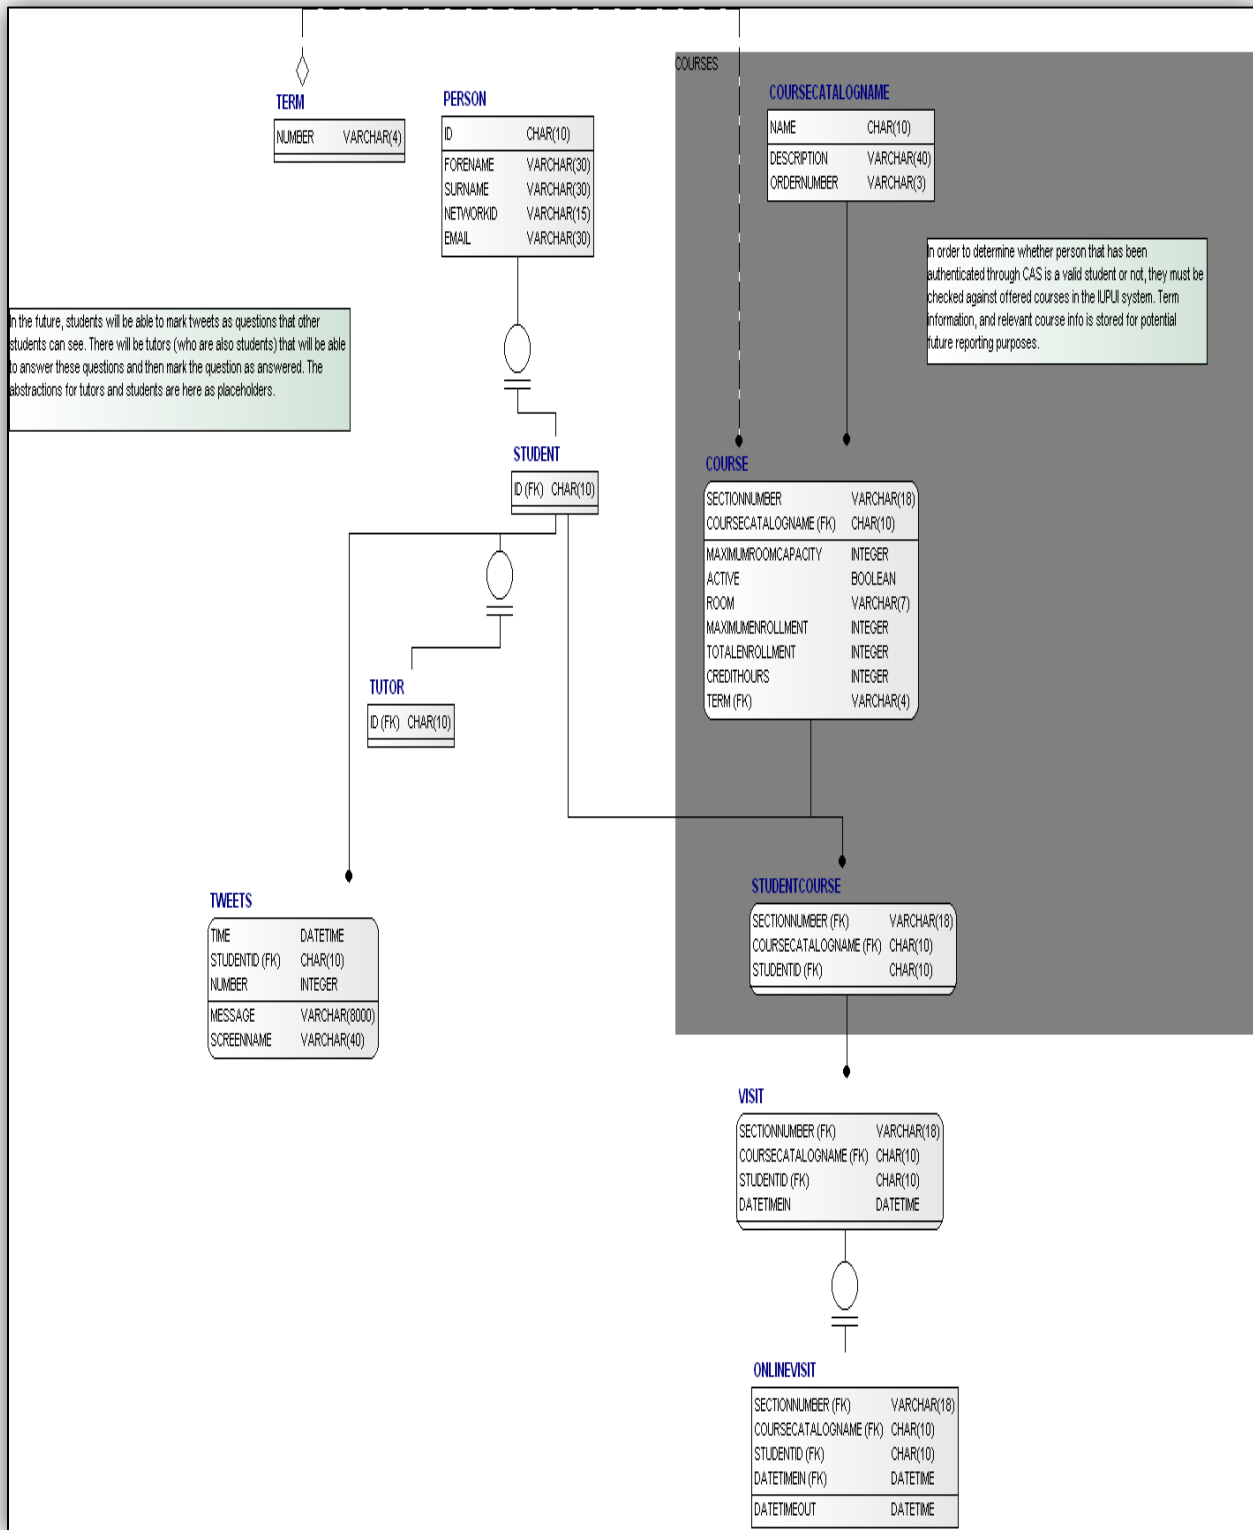 COURSES
TERM
NUMBER VARCHAR(4)
PERSON
ID CHAR(10)
FORENAME VARCHAR(30)
SURNAME VARCHAR(30)
NETWORKID VARCHAR(15)
EMAIL VARCHAR(30)
COURSECATALOGNAME
NAME CHAR(10)
DESCRIPTION VARCHAR(40)
ORDERNUMBER VARCHAR(3)
In order to determine whether person that has been
authenticated through CAS is a valid student or not, they must be
checked against offered courses in the IUPUI system. Term
information, and relevant course info is stored for potential
future reporting purposes.
In the future, students will be able to mark tweets as questions that other
students can see. There will be tutors (who are also students) that will be able
to answer these questions and then mark the question as answered. The
abstractions for tutors and students are here as placeholders.
STUDENT
ID (FK) CHAR(10)
COURSE
SECTIONNUMBER VARCHAR(18)
COURSECATALOGNAME (FK) CHAR(10)
MAXIMUMROOMCAPACITY INTEGER
ACTIVE BOOLEAN
ROOM VARCHAR(7)
MAXIMUMENROLLMENT INTEGER
TOTALENROLLMENT INTEGER
CREDITHOURS INTEGER
TERM (FK) VARCHAR(4)
TUTOR
ID (FK) CHAR(10)
TWEETS
TIME DATETIME
STUDENTID (FK) CHAR(10)
NUMBER INTEGER
MESSAGE VARCHAR(8000)
SCREENNAME VARCHAR(40)
STUDENTCOURSE
SECTIONNUMBER (FK) VARCHAR(18)
COURSECATALOGNAME (FK) CHAR(10)
STUDENTID (FK) CHAR(10)
VISIT
SECTIONNUMBER (FK) VARCHAR(18)
COURSECATALOGNAME (FK) CHAR(10)
STUDENTID (FK) CHAR(10)
DATETIMEIN DATETIME
ONLINEVISIT
SECTIONNUMBER (FK) VARCHAR(18)
COURSECATALOGNAME (FK) CHAR(10)
STUDENTID (FK) CHAR(10)
DATETIMEIN (FK) DATETIME
DATETIMEOUT DATETIME